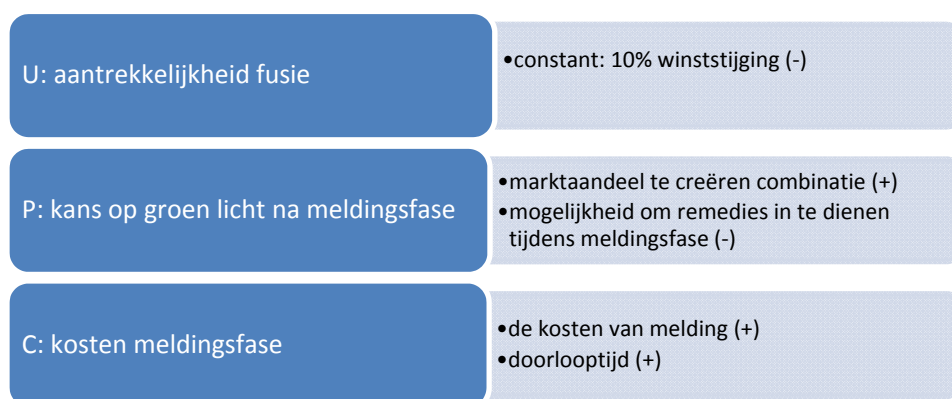 U: aantrekkelijkheid fusie
•constant: 10% winststijging (-)
P: kans op groen licht na meldingsfase
•marktaandeel te creëren combinatie (+)
•mogelijkheid om remedies in te dienen
tijdens meldingsfase (-)
C: kosten meldingsfase
•de kosten van melding (+)
•doorlooptijd (+)